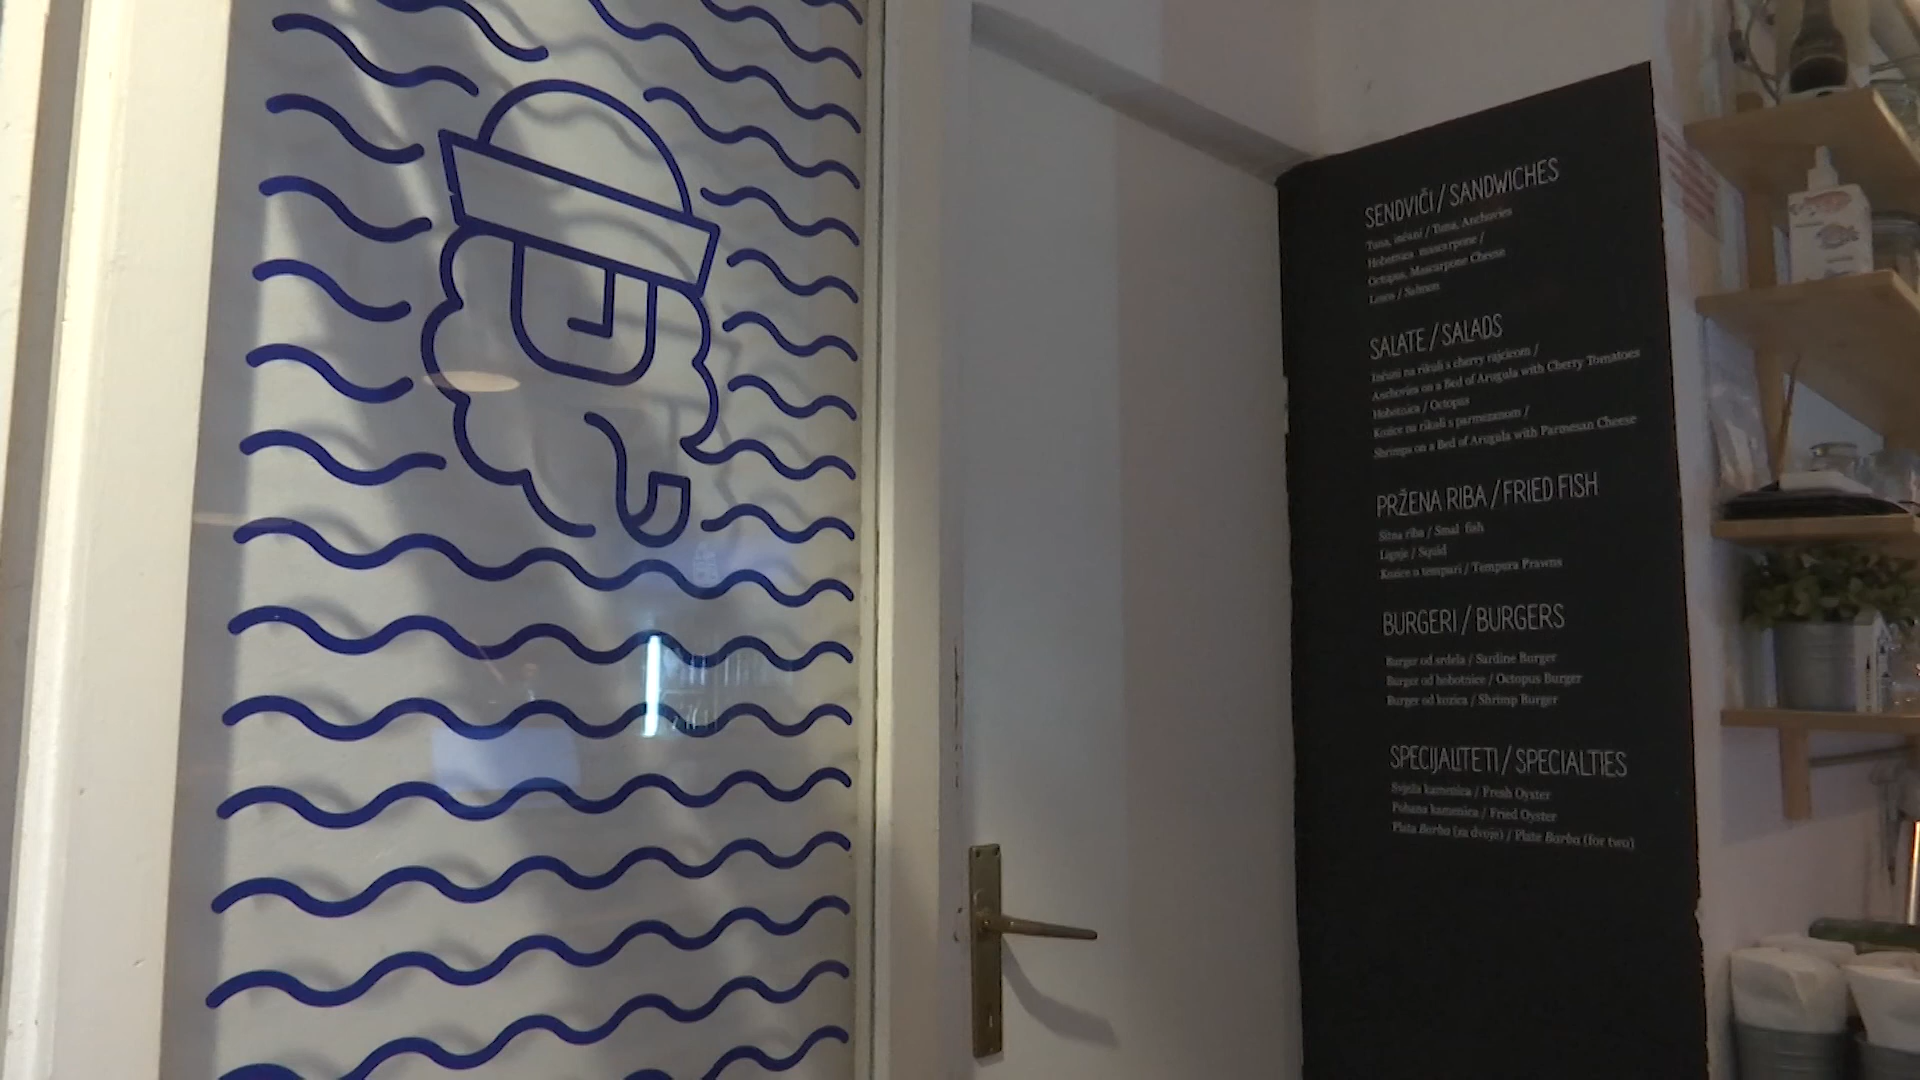 SENDVIČI / SANDWICHES
Tuna, inćuni / Tuna, Anchovies
Hobotnica, mascarpone /
Octopus, Mascarpone Cheese
Losos / Salmon
SALATE / SALADS
Inćuni na rikuli s cherry rajčicom /
Anchovies on a Bed of Arugula with Cherry Tomatoes
Hobotnica / Octopus
Kozice na rikuli s parmezanom /
Shrimps on a Bed of Arugula with Parmesan Cheese
PRŽENA RIBA / FRIED FISH
Sitna riba / Smal fish
Lignje / Squid
Kozice u tempuri / Tempura Prawns
BURGERI / BURGERS
Burger od srdela / Sardine Burger
Burger od hobotnice / Octopus Burger
Burger od kozica / Shrimp Burger
SPECIJALITETI / SPECIALTIES
Svježa kamenica / Fresh Oyster
Pohana kamenica / Fried Oyster
Plata Barba (za dvoje) / Plate Barba (for two)